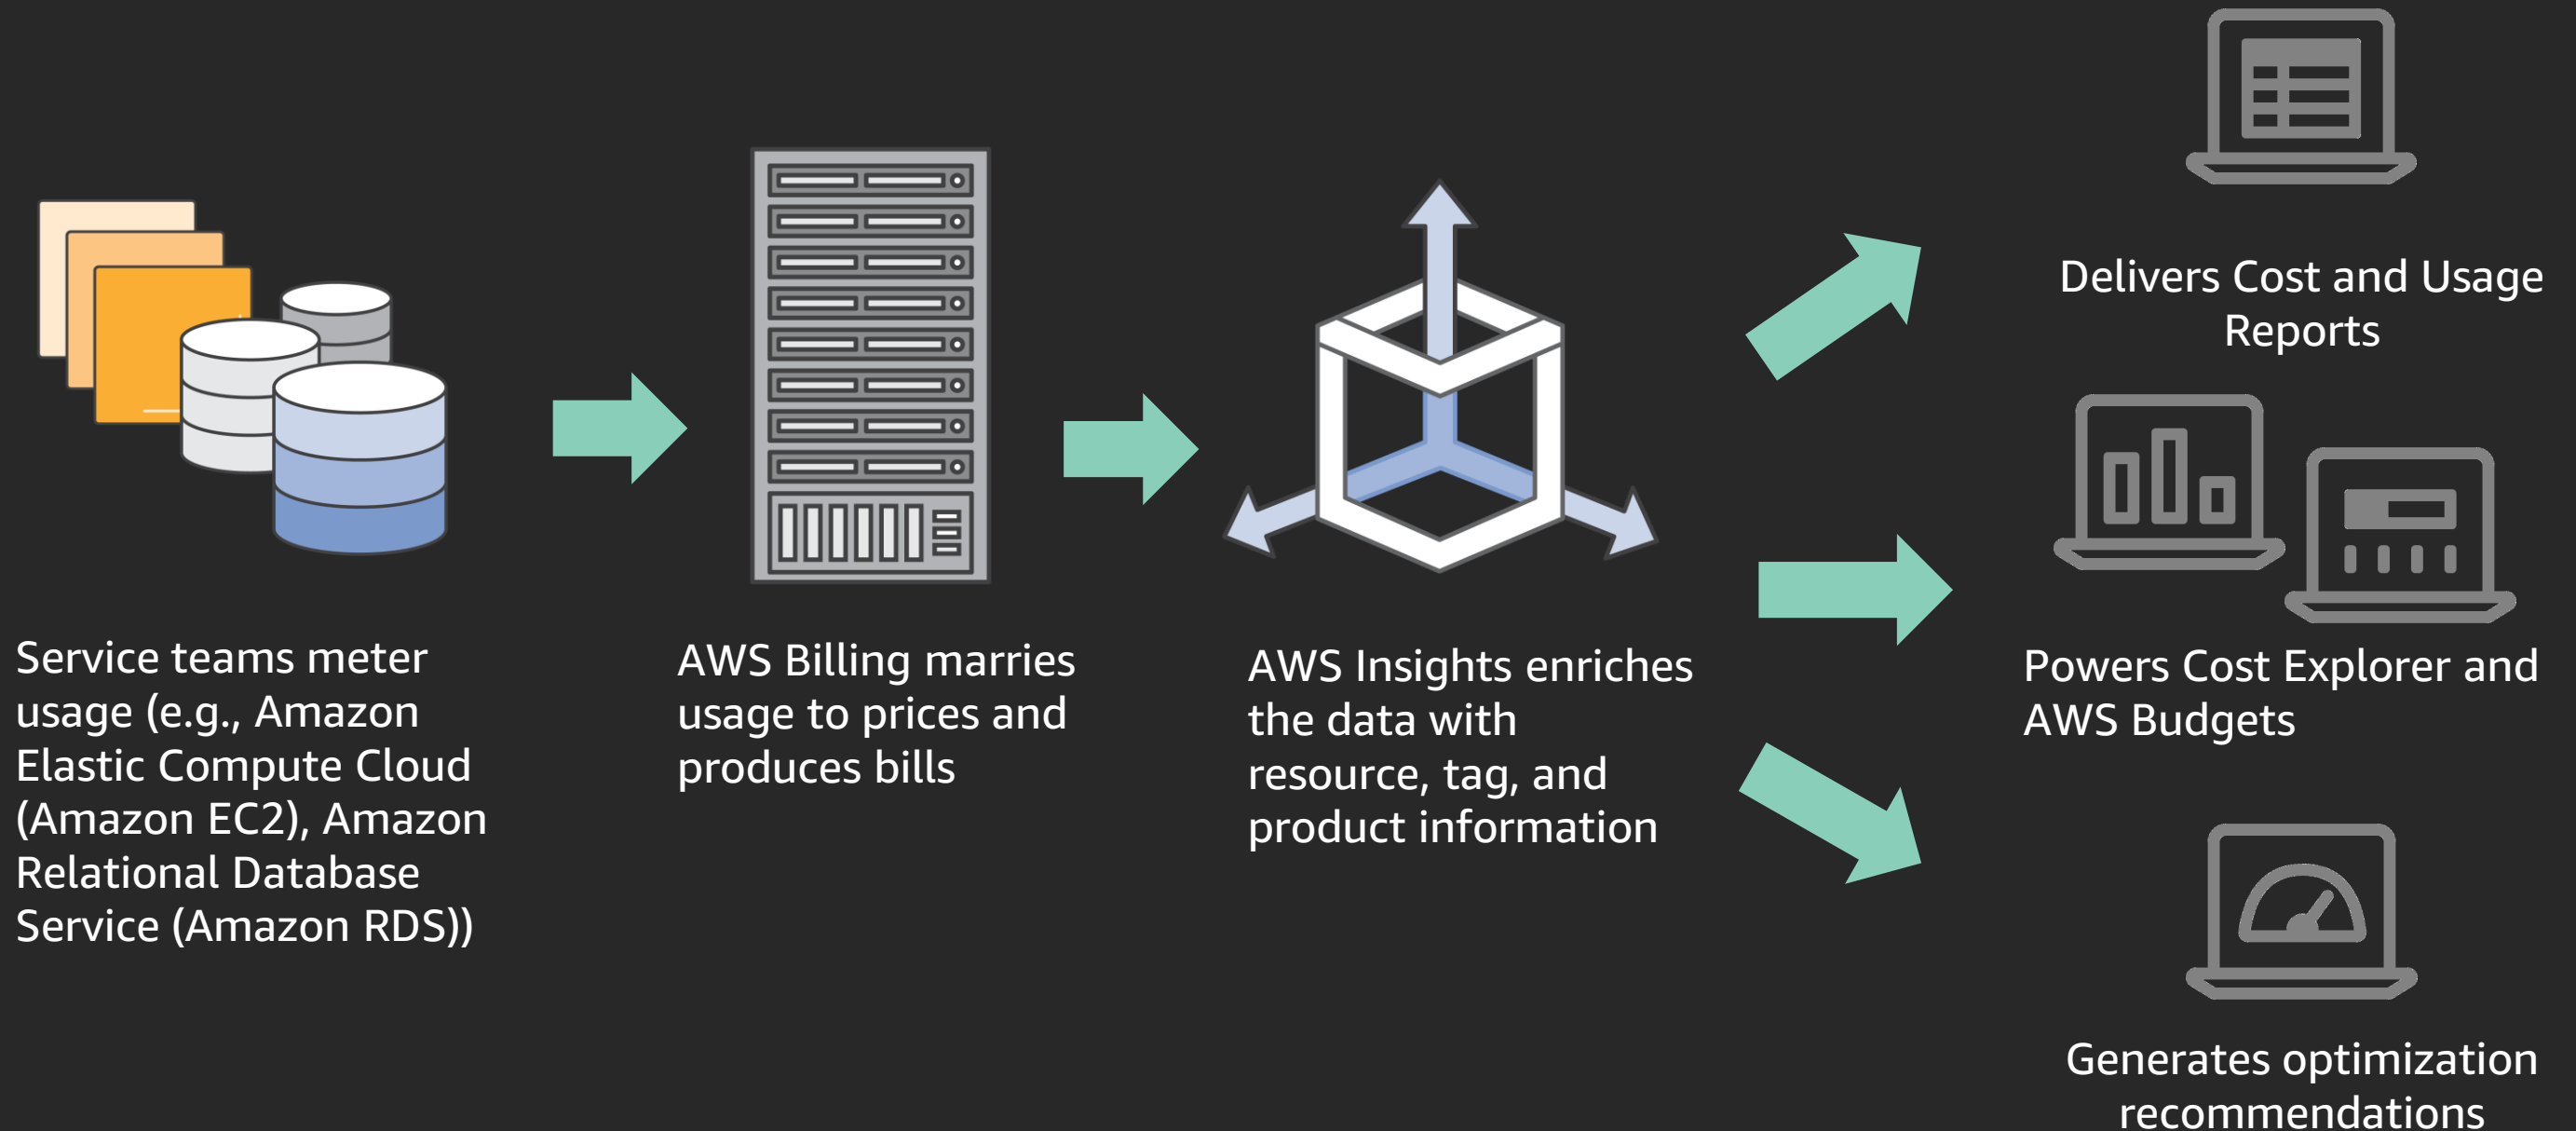 Service teams meter
usage (e.g., Amazon
Elastic Compute Cloud
(Amazon EC2), Amazon
Relational Database
Service (Amazon RDS))
AWS Billing marries
usage to prices and
produces bills
AWS Insights enriches
the data with
resource, tag, and
product information
Delivers Cost and Usage
Reports
Powers Cost Explorer and
AWS Budgets
Generates optimization
recommendations